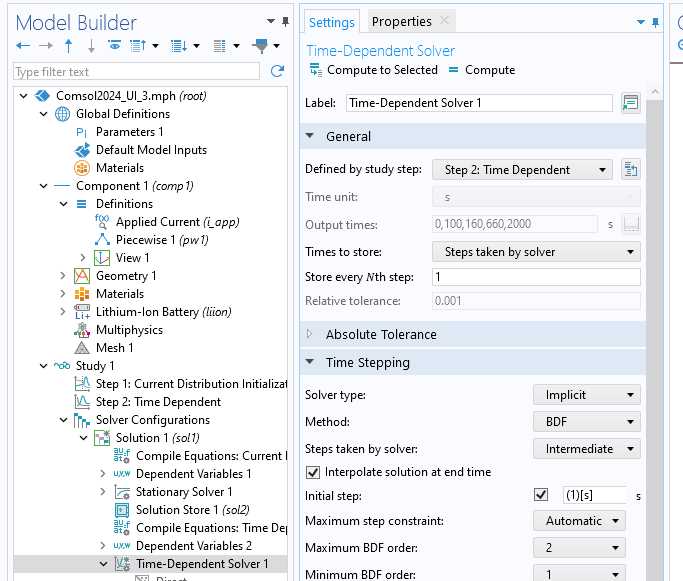 Model Builder
Type filter text
Comsol2024_UI_3.mph (root)
Global Definitions
Pi Parameters 1
Default Model Inputs
Materials
Component 1 (comp1)
Definitions
f(x) Applied Current (i_app)
Piecewise 1 (pw1)
View 1
Geometry 1
Materials
Li+ Lithium-Ion Battery (liion)
Multiphysics
Mesh 1
Study 1
Step 1: Current Distribution Initializat
Step 2: Time Dependent
Solver Configurations
Solution 1 (sol1)
Compile Equations: Current
u,v,w Dependent Variables 1
Stationary Solver 1
Solution Store 1 (sol2)
Compile Equations: Time De
u,v,w Dependent Variables 2
Time-Dependent Solver 1
Direct
Settings Properties
Time-Dependent Solver
Compute to Selected = Compute
Label: Time-Dependent Solver 1
General
Defined by study step: Step 2: Time Dependent
Time unit: s
Output times: 0,100,160,660,2000 s
Times to store: Steps taken by solver
Store every Nth step: 1
Relative tolerance: 0.001
Absolute Tolerance
Time Stepping
Solver type: Implicit
Method: BDF
Steps taken by solver: Intermediate
Interpolate solution at end time
Initial step: (1)[s] s
Maximum step constraint: Automatic
Maximum BDF order: 2
Minimum BDF order: 1